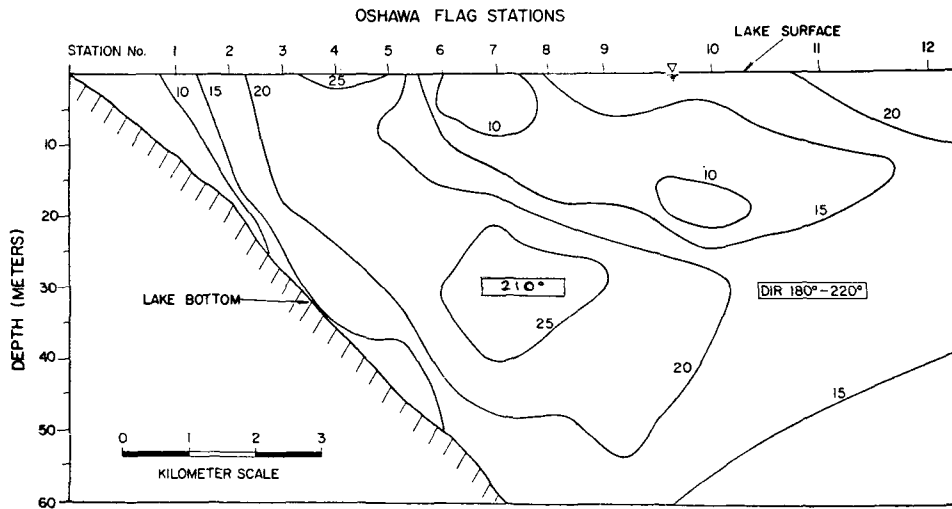 OSHAWA FLAG STATIONS
LAKE SURFACE
STATION No. 1 2 3 4 5 6 7 8 9 10 11 12
10 15 20 25
10
20
10
15
LAKE BOTTOM
210°
25
DIR 180°-220°
20
15
DEPTH (METERS)
10
20
30
40
50
60
0 1 2 3
KILOMETER SCALE